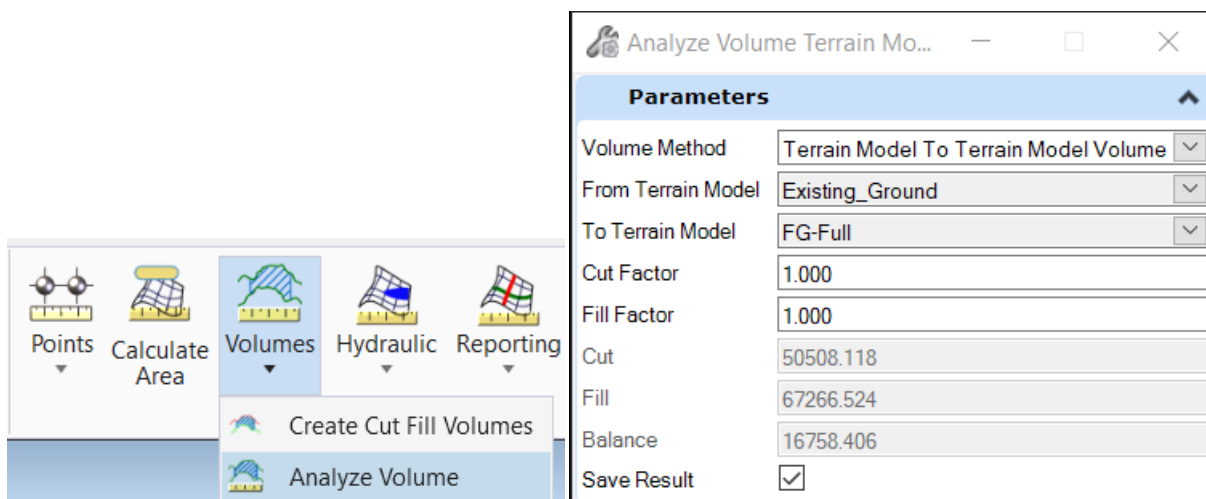 Points
Calculate
Area
Volumes
Hydraulic
Reporting
Create Cut Fill Volumes
Analyze Volume
Analyze Volume Terrain Mo...
Parameters
Volume Method Terrain Model To Terrain Model Volume
From Terrain Model Existing_Ground
To Terrain Model FG-Full
Cut Factor 1.000
Fill Factor 1.000
Cut 50508.118
Fill 67266.524
Balance 16758.406
Save Result